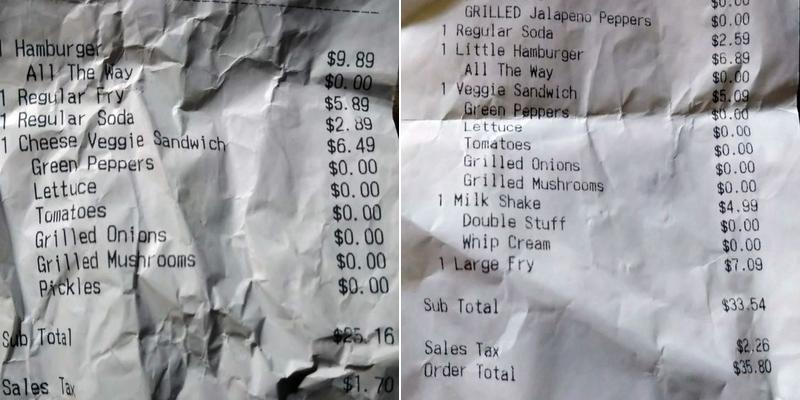 1 Hamburger $9.89
All The Way $0.00
1 Regular Fry $5.89
1 Regular Soda $2.89
1 Cheese Veggie Sandwich $6.49
Green Peppers $0.00
Lettuce $0.00
Tomatoes $0.00
Grilled Onions $0.00
Grilled Mushrooms $0.00
Pickles $0.00
Sub Total $25.16
Sales Tax $1.70
$0.00
GRILLED Jalapeno Peppers $0.00
1 Regular Soda $2.59
1 Little Hamburger $6.89
All The Way $0.00
1 Veggie Sandwich $5.09
Green Peppers $0.00
Lettuce $0.00
Tomatoes $0.00
Grilled Onions $0.00
Grilled Mushrooms $0.00
1 Milk Shake $4.99
Double Stuff $0.00
Whip Cream $0.00
1 Large Fry $7.09
Sub Total $33.54
Sales Tax $2.26
Order Total $35.80